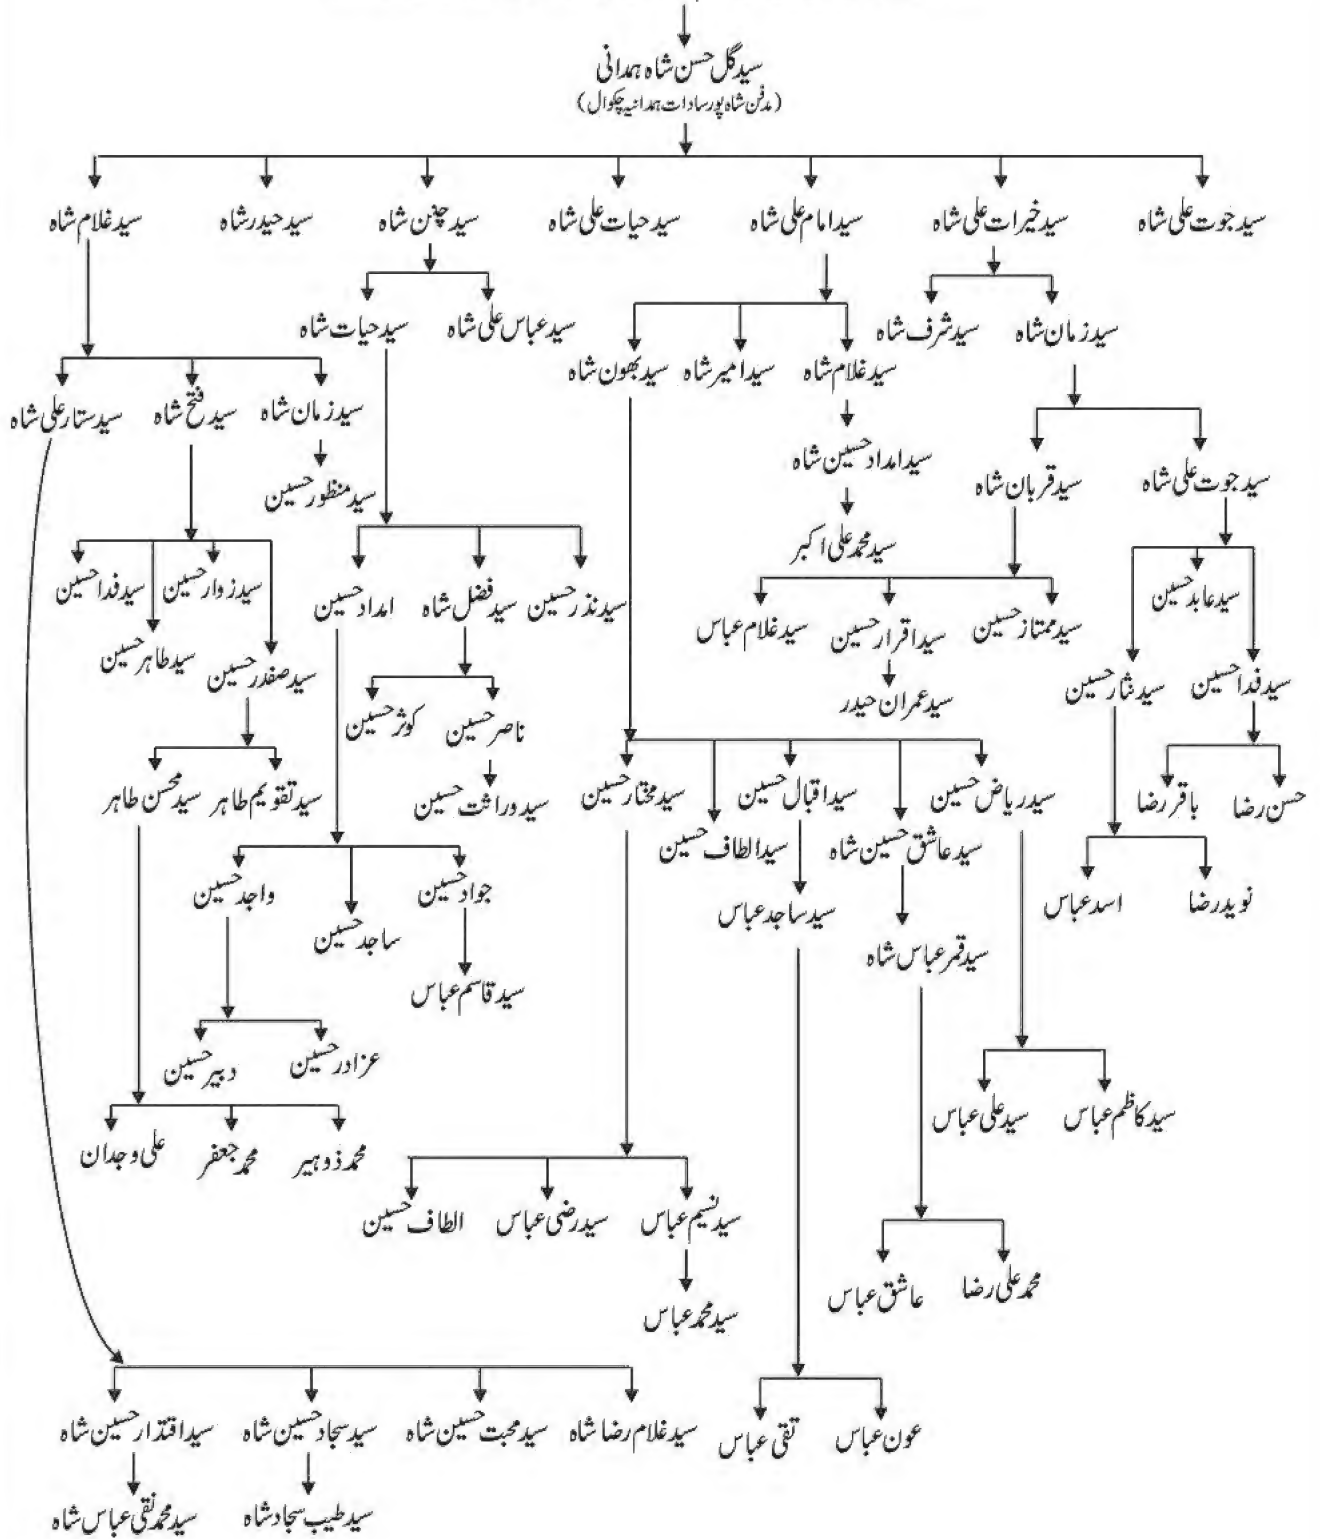 سید گل حسن شاہ ہمدانی
(مدفن شاہ پور سادات ہمدانیہ چکوال)
سید جوت علی شاہ
سید خیرات علی شاہ
سید امام علی شاہ
سید حیات علی شاہ
سید چنن شاہ
سید حیدر شاہ
سید غلام شاہ
سید زمان شاہ
سید شرف شاہ
سید عباس علی شاہ
سید حیات شاہ
سید غلام شاہ
سید امیر شاہ
سید بھون شاہ
سید زمان شاہ
سید فتح شاہ
سید ستار علی شاہ
سید امداد حسین شاہ
سید جوت علی شاہ
سید قربان شاہ
سید منظور حسین
سید محمد علی اکبر
سید عابد حسین
سید نذر حسین
سید فضل شاہ
امداد حسین
سید زوار حسین
سید فدا حسین
سید ممتاز حسین
سید اقرار حسین
سید غلام عباس
سید صفدر حسین
سید طاہر حسین
سید فدا حسین
سید نثار حسین
سید عمران حیدر
ناصر حسین
کوثر حسین
حسن رضا
باقر رضا
سید ریاض حسین
سید اقبال حسین
سید مختار حسین
سید وراثت حسین
سید تقویم طاہر
سید محسن طاہر
سید عاشق حسین شاہ
سید الطاف حسین
نوید رضا
اسد عباس
سید ساجد عباس
جواد حسین
واجد حسین
ساجد حسین
سید قمر عباس شاہ
سید قاسم عباس
عزادر حسین
دبیر حسین
سید کاظم عباس
سید علی عباس
محمد ذوہیر
محمد جعفر
علی وجدان
سید نسیم عباس
سید رضی عباس
الطاف حسین
محمد علی رضا
عاشق عباس
سید محمد عباس
عون عباس
تقی عباس
سید غلام رضا شاہ
سید محبت حسین شاہ
سید سجاد حسین شاہ
سید اقتدار حسین شاہ
سید طیب سجاد شاہ
سید محمد نقی عباس شاہ